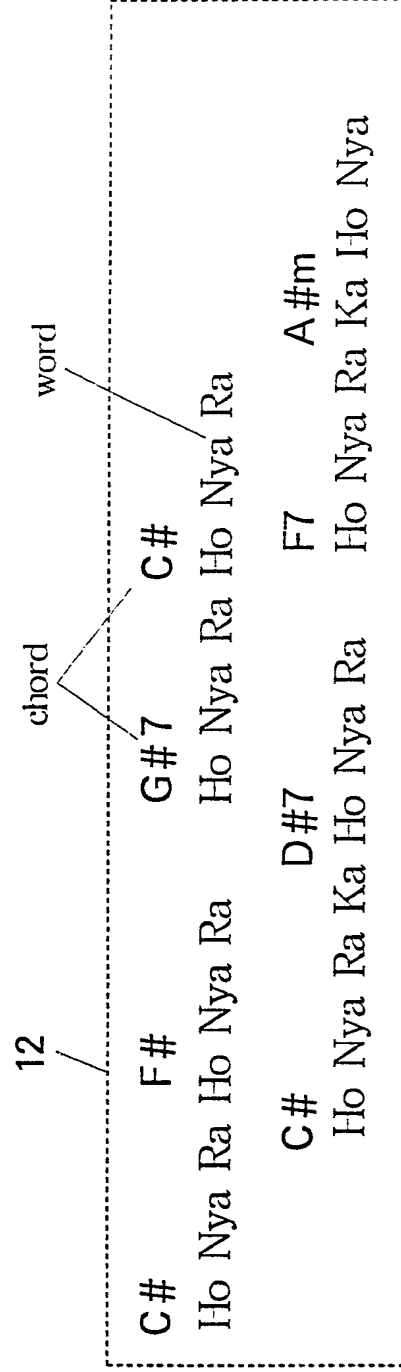 12
chord
word
C# F# G#7 C#
Ho Nya Ra Ho Nya Ra Ho Nya Ra Ho Nya Ra
C# D#7 F7 A#m
Ho Nya Ra Ka Ho Nya Ra Ho Nya Ra Ka Ho Nya